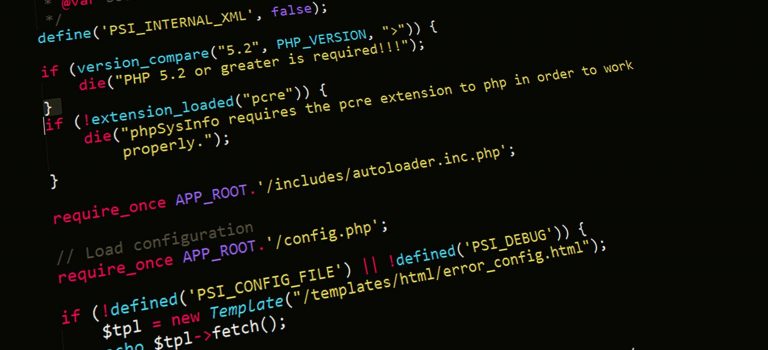 * @var
*/
define('PSI_INTERNAL_XML', false);
if (version_compare("5.2", PHP_VERSION, ">")) {
die("PHP 5.2 or greater is required!!!");
}
if (!extension_loaded("pcre")) {
die("phpSysInfo requires the pcre extension to php in order to work
properly.");
}
require_once APP_ROOT.'/includes/autoloader.inc.php';
// Load configuration
require_once APP_ROOT.'/config.php';
if (!defined('PSI_CONFIG_FILE') || !defined('PSI_DEBUG')) {
$tpl = new Template("/templates/html/error_config.html");
echo $tpl->fetch();